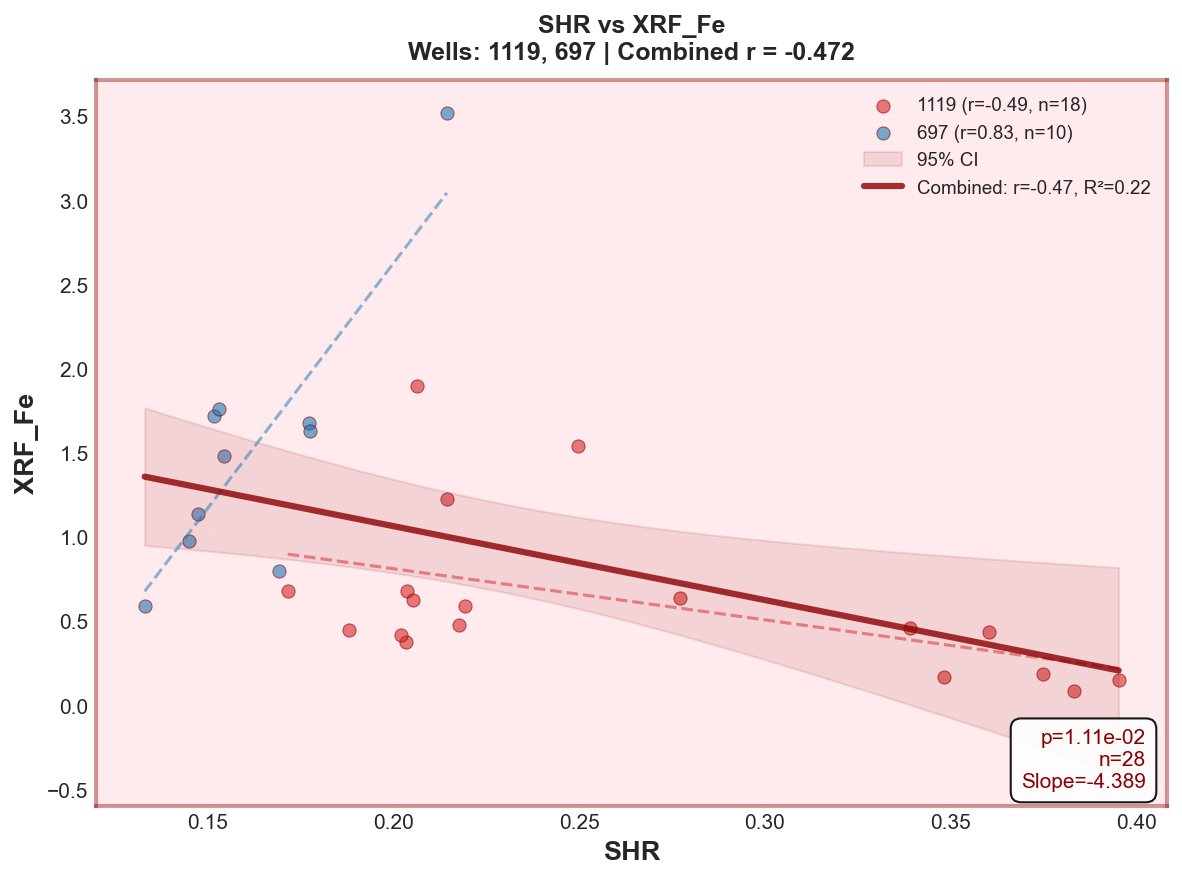 SHR vs XRF_Fe
Wells: 1119, 697 | Combined r = -0.472
1119 (r=-0.49, n=18)
697 (r=0.83, n=10)
95% CI
Combined: r=-0.47, R²=0.22
XRF_Fe
3.5
3.0
2.5
2.0
1.5
1.0
0.5
0.0
−0.5
p=1.11e-02
n=28
Slope=-4.389
0.15
0.20
0.25
0.30
0.35
0.40
SHR